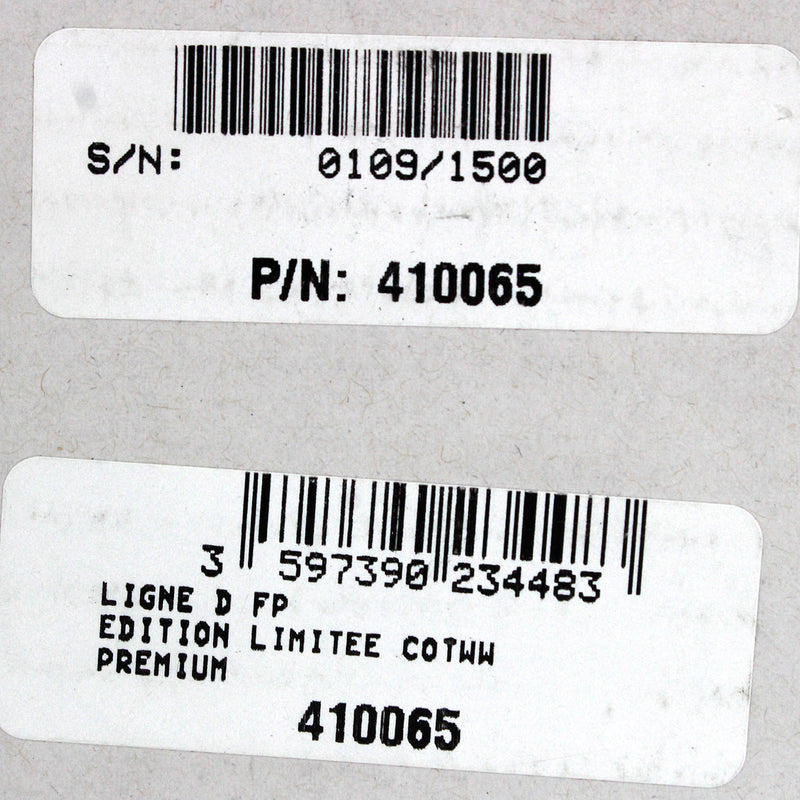 S/N: 0109/1500
P/N: 410065
3 597390 234483
LIGNE D FP
EDITION LIMITEE COTWW
PREMIUM
410065